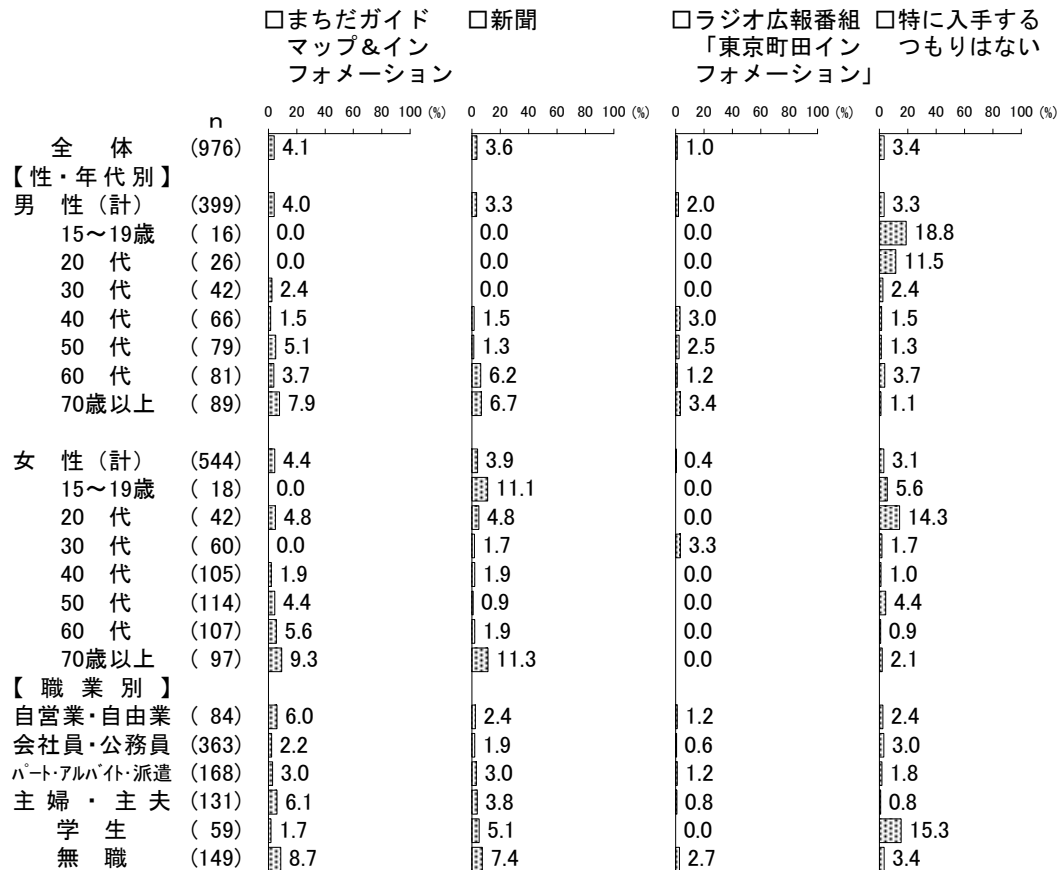 □まちだガイド □新聞 □ラジオ広報番組 □特に入手する
マップ&イン 「東京町田イン つもりはない
フォメーション フォメーション」
n 0 20 40 60 80 100 (%) 0 20 40 60 80 100 (%) 0 20 40 60 80 100 (%) 0 20 40 60 80 100 (%)
全 体 (976) 4.1 3.6 1.0 3.4
【性・年代別】
男 性(計) (399) 4.0 3.3 2.0 3.3
15～19歳 ( 16) 0.0 0.0 0.0 18.8
20 代 ( 26) 0.0 0.0 0.0 11.5
30 代 ( 42) 2.4 0.0 0.0 2.4
40 代 ( 66) 1.5 1.5 3.0 1.5
50 代 ( 79) 5.1 1.3 2.5 1.3
60 代 ( 81) 3.7 6.2 1.2 3.7
70歳以上 ( 89) 7.9 6.7 3.4 1.1
女 性(計) (544) 4.4 3.9 0.4 3.1
15～19歳 ( 18) 0.0 11.1 0.0 5.6
20 代 ( 42) 4.8 4.8 0.0 14.3
30 代 ( 60) 0.0 1.7 3.3 1.7
40 代 (105) 1.9 1.9 0.0 1.0
50 代 (114) 4.4 0.9 0.0 4.4
60 代 (107) 5.6 1.9 0.0 0.9
70歳以上 ( 97) 9.3 11.3 0.0 2.1
【 職 業 別 】
自営業・自由業 ( 84) 6.0 2.4 1.2 2.4
会社員・公務員 (363) 2.2 1.9 0.6 3.0
ﾊﾟｰﾄ・ｱﾙﾊﾞｲﾄ・派遣 (168) 3.0 3.0 1.2 1.8
主 婦 ・ 主 夫 (131) 6.1 3.8 0.8 0.8
学 生 ( 59) 1.7 5.1 0.0 15.3
無 職 (149) 8.7 7.4 2.7 3.4